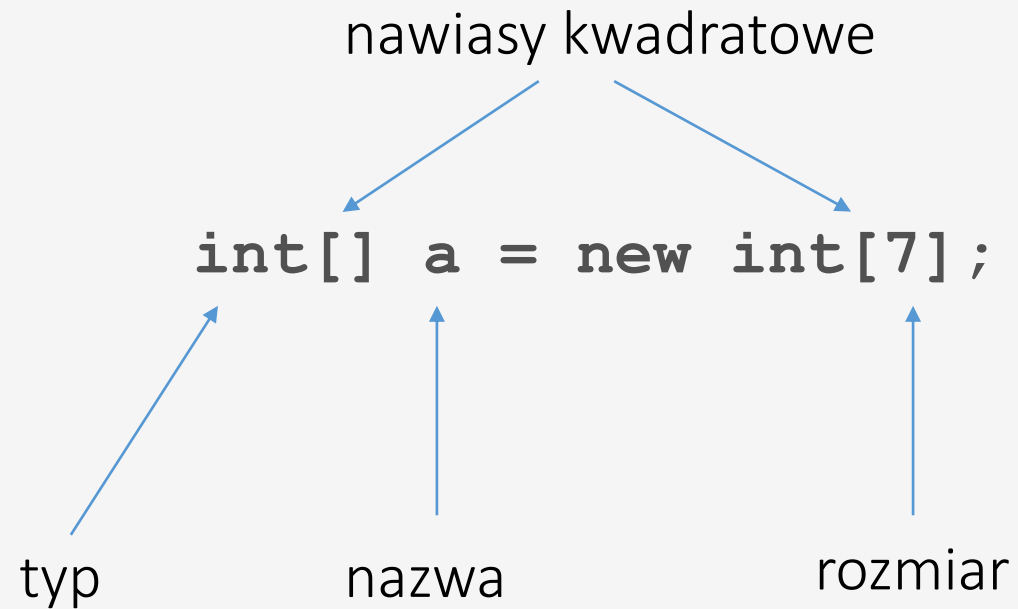 nawiasy kwadratowe
int[] a = new int[7];
typ nazwa rozmiar